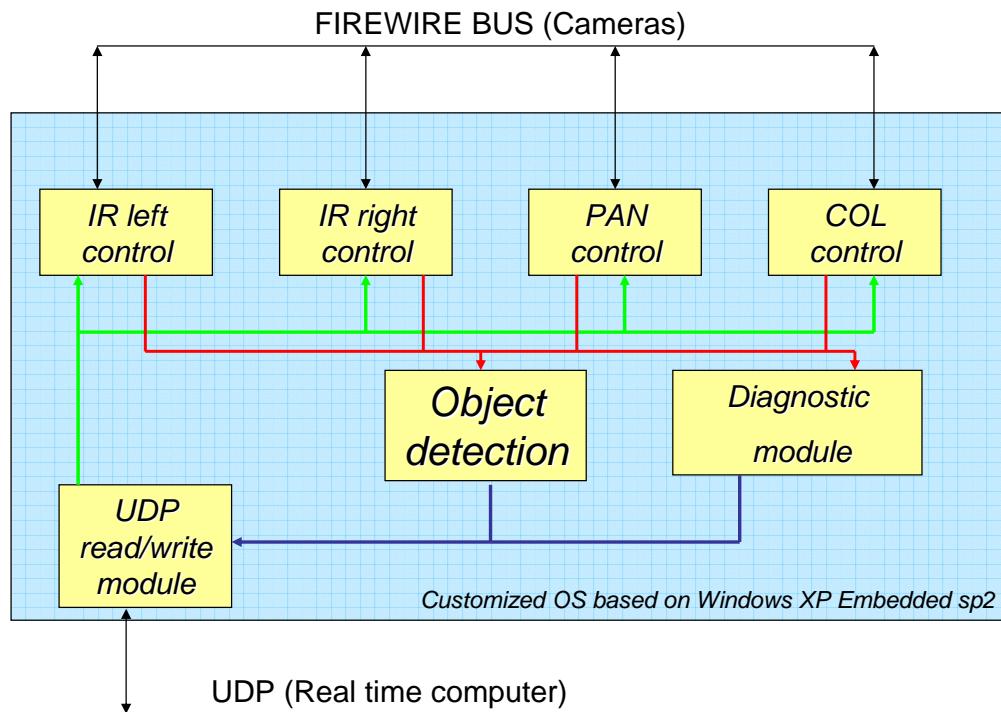 FIREWIRE BUS (Cameras)
IR left
control
IR right
control
PAN
control
COL
control
Object
detection
Diagnostic
module
UDP
read/write
module
Customized OS based on Windows XP Embedded sp2
UDP (Real time computer)